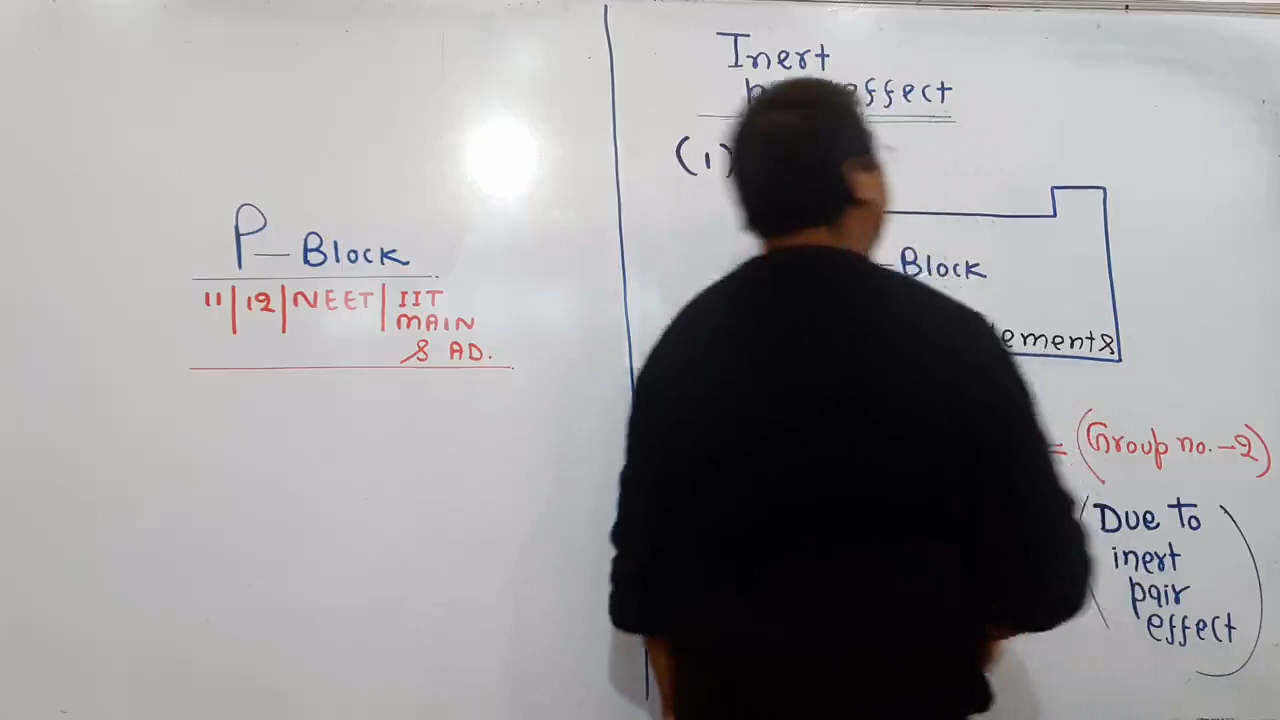 P-Block
11|12|NEET|IIT
MAIN
& AD.
Inert
effect
(1)
-Block
ements
= (Group no.-2)
(Due To
inert
pair
effect)